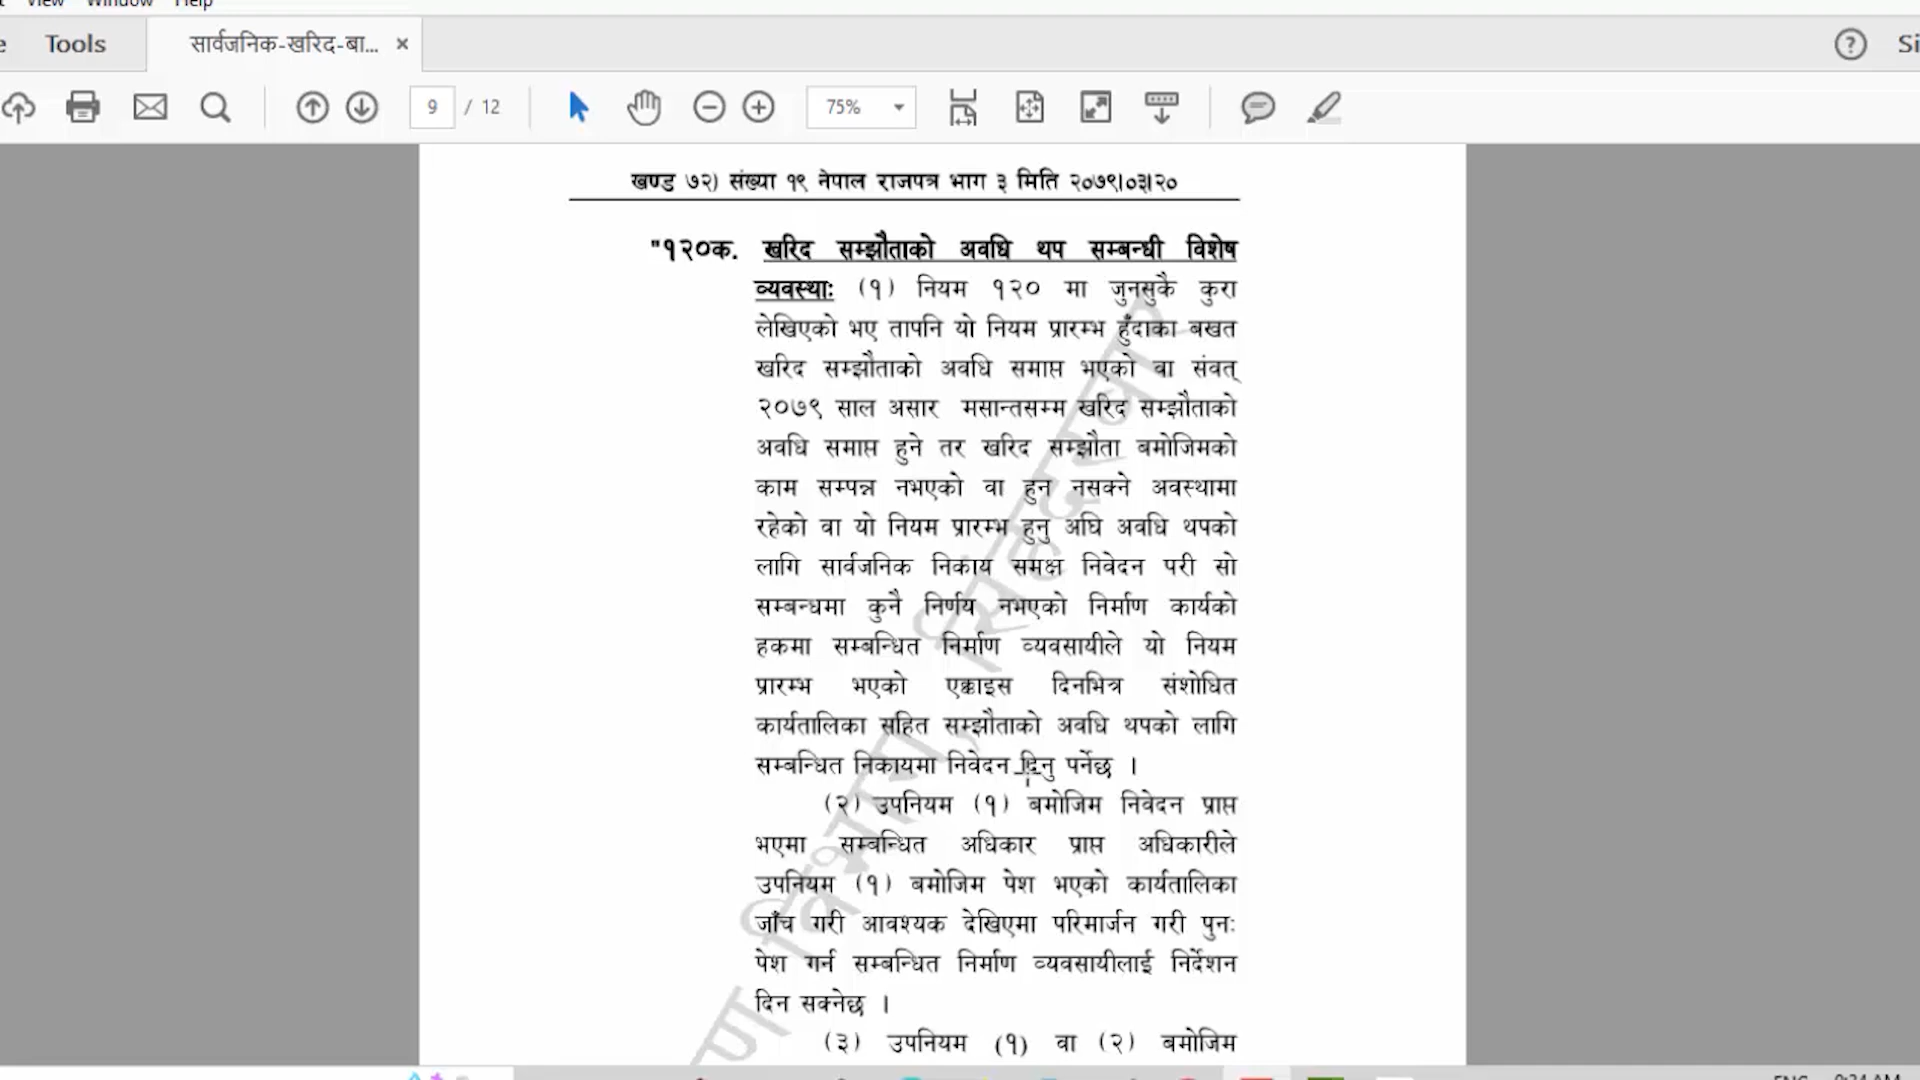 View Window Help
Tools सार्वजनिक-खरिद-बा... ×
9 / 12 75%
खण्ड ७२) संख्या १९ नेपाल राजपत्र भाग ३ मिति २०७९।०३।२०
"१२०क. खरिद सम्झौताको अवधि थप सम्बन्धी विशेष
व्यवस्थाः (१) नियम १२० मा जुनसुकै कुरा
लेखिएको भए तापनि यो नियम प्रारम्भ हुँदाका बखत
खरिद सम्झौताको अवधि समाप्त भएको वा संवत्
२०७९ साल असार मसान्तसम्म खरिद सम्झौताको
अवधि समाप्त हुने तर खरिद सम्झौता बमोजिमको
काम सम्पन्न नभएको वा हुन नसक्ने अवस्थामा
रहेको वा यो नियम प्रारम्भ हुनु अघि अवधि थपको
लागि सार्वजनिक निकाय समक्ष निवेदन परी सो
सम्बन्धमा कुनै निर्णय नभएको निर्माण कार्यको
हकमा सम्बन्धित निर्माण व्यवसायीले यो नियम
प्रारम्भ भएको एक्काइस दिनभित्र संशोधित
कार्यतालिका सहित सम्झौताको अवधि थपको लागि
सम्बन्धित निकायमा निवेदन दिनु पर्नेछ ।
(२) उपनियम (१) बमोजिम निवेदन प्राप्त
भएमा सम्बन्धित अधिकार प्राप्त अधिकारीले
उपनियम (१) बमोजिम पेश भएको कार्यतालिका
जाँच गरी आवश्यक देखिएमा परिमार्जन गरी पुनः
पेश गर्न सम्बन्धित निर्माण व्यवसायीलाई निर्देशन
दिन सक्नेछ ।
(३) उपनियम (१) वा (२) बमोजिम